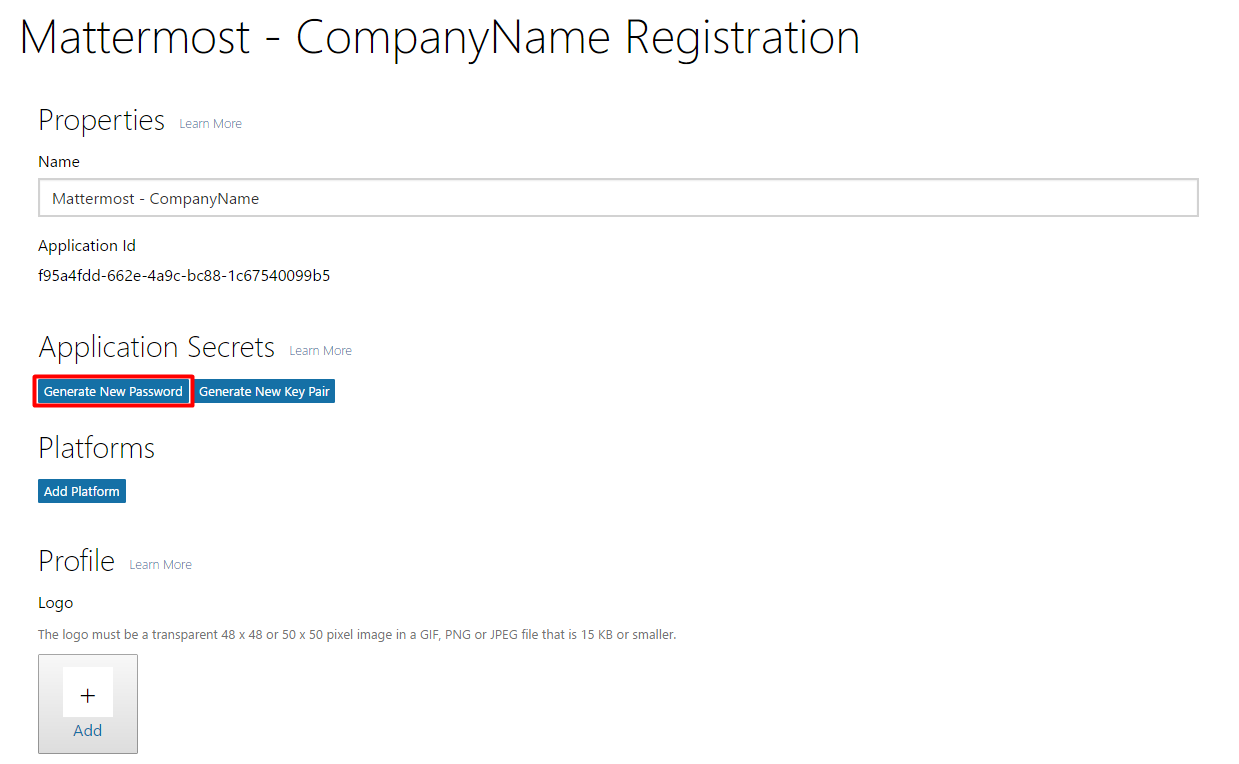 Mattermost - CompanyName Registration
Properties Learn More
Name
Mattermost - CompanyName
Application Id
f95a4fdd-662e-4a9c-bc88-1c67540099b5
Application Secrets Learn More
Generate New Password Generate New Key Pair
Platforms
Add Platform
Profile Learn More
Logo
The logo must be a transparent 48 x 48 or 50 x 50 pixel image in a GIF, PNG or JPEG file that is 15 KB or smaller.
+
Add